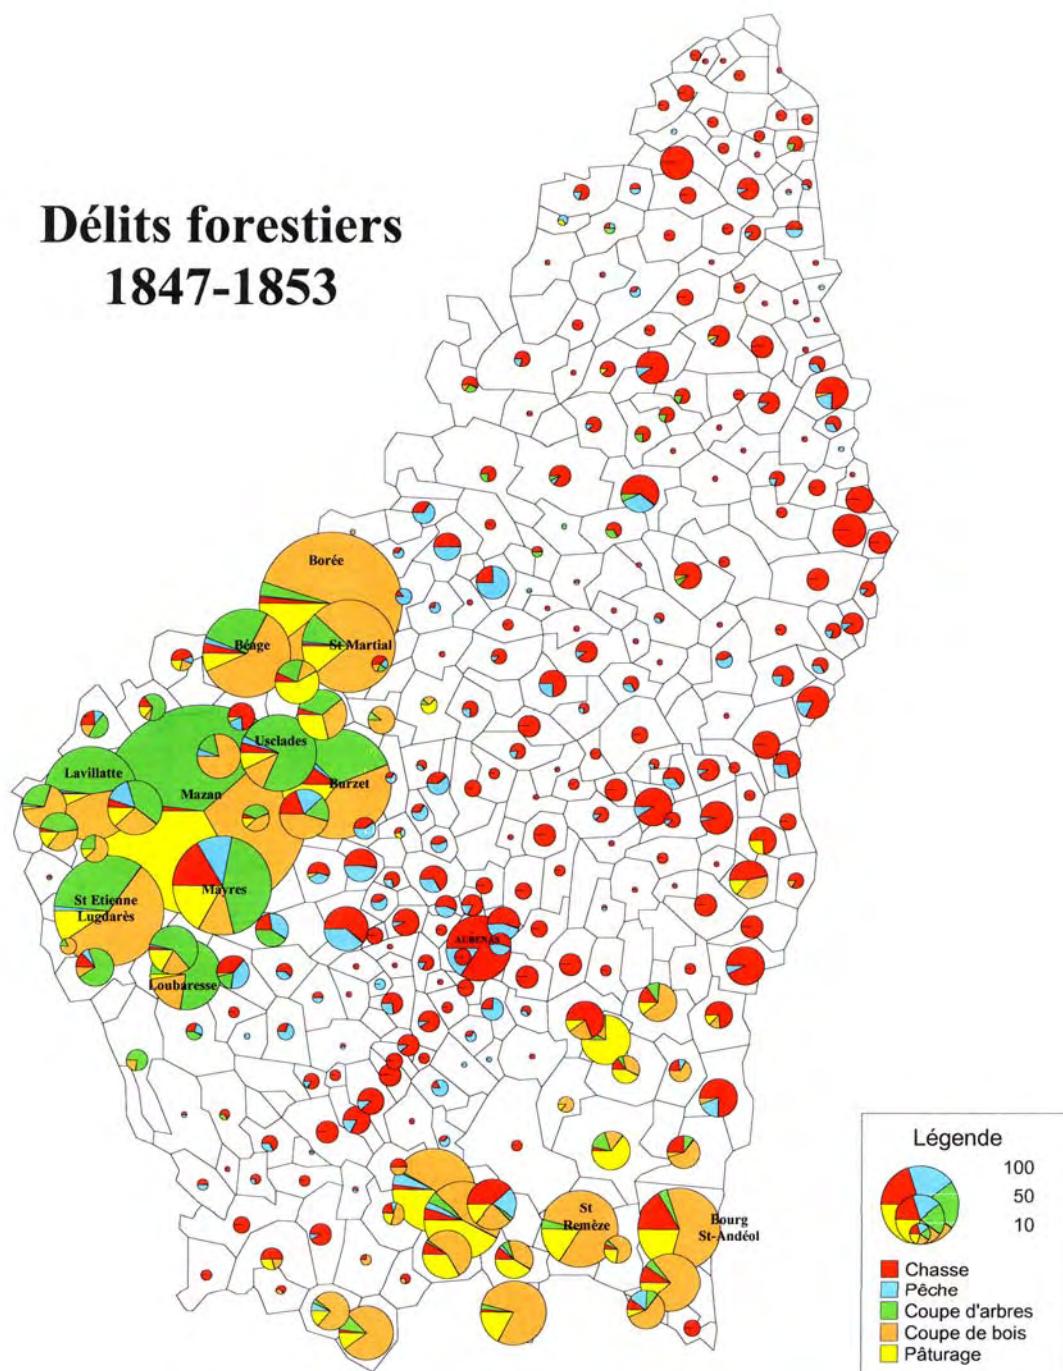 Délits forestiers
1847-1853
Borée
Béage
St Martial
Usclades
Lavillatte
Mazan
Burzet
Mayres
St Etienne
Lugdarès
Loubaresse
AUBENAS
St
Remèze
Bourg
St-Andéol
Légende
100
50
10
Chasse
Pêche
Coupe d'arbres
Coupe de bois
Pâturage